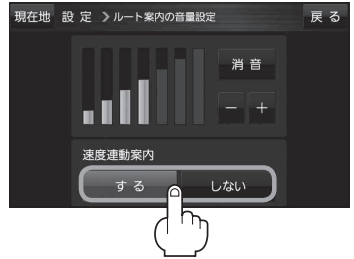 現在地 設 定 ❯ルート案内の音量設定 戻 る
消 音
− +
速度連動案内
す る しない